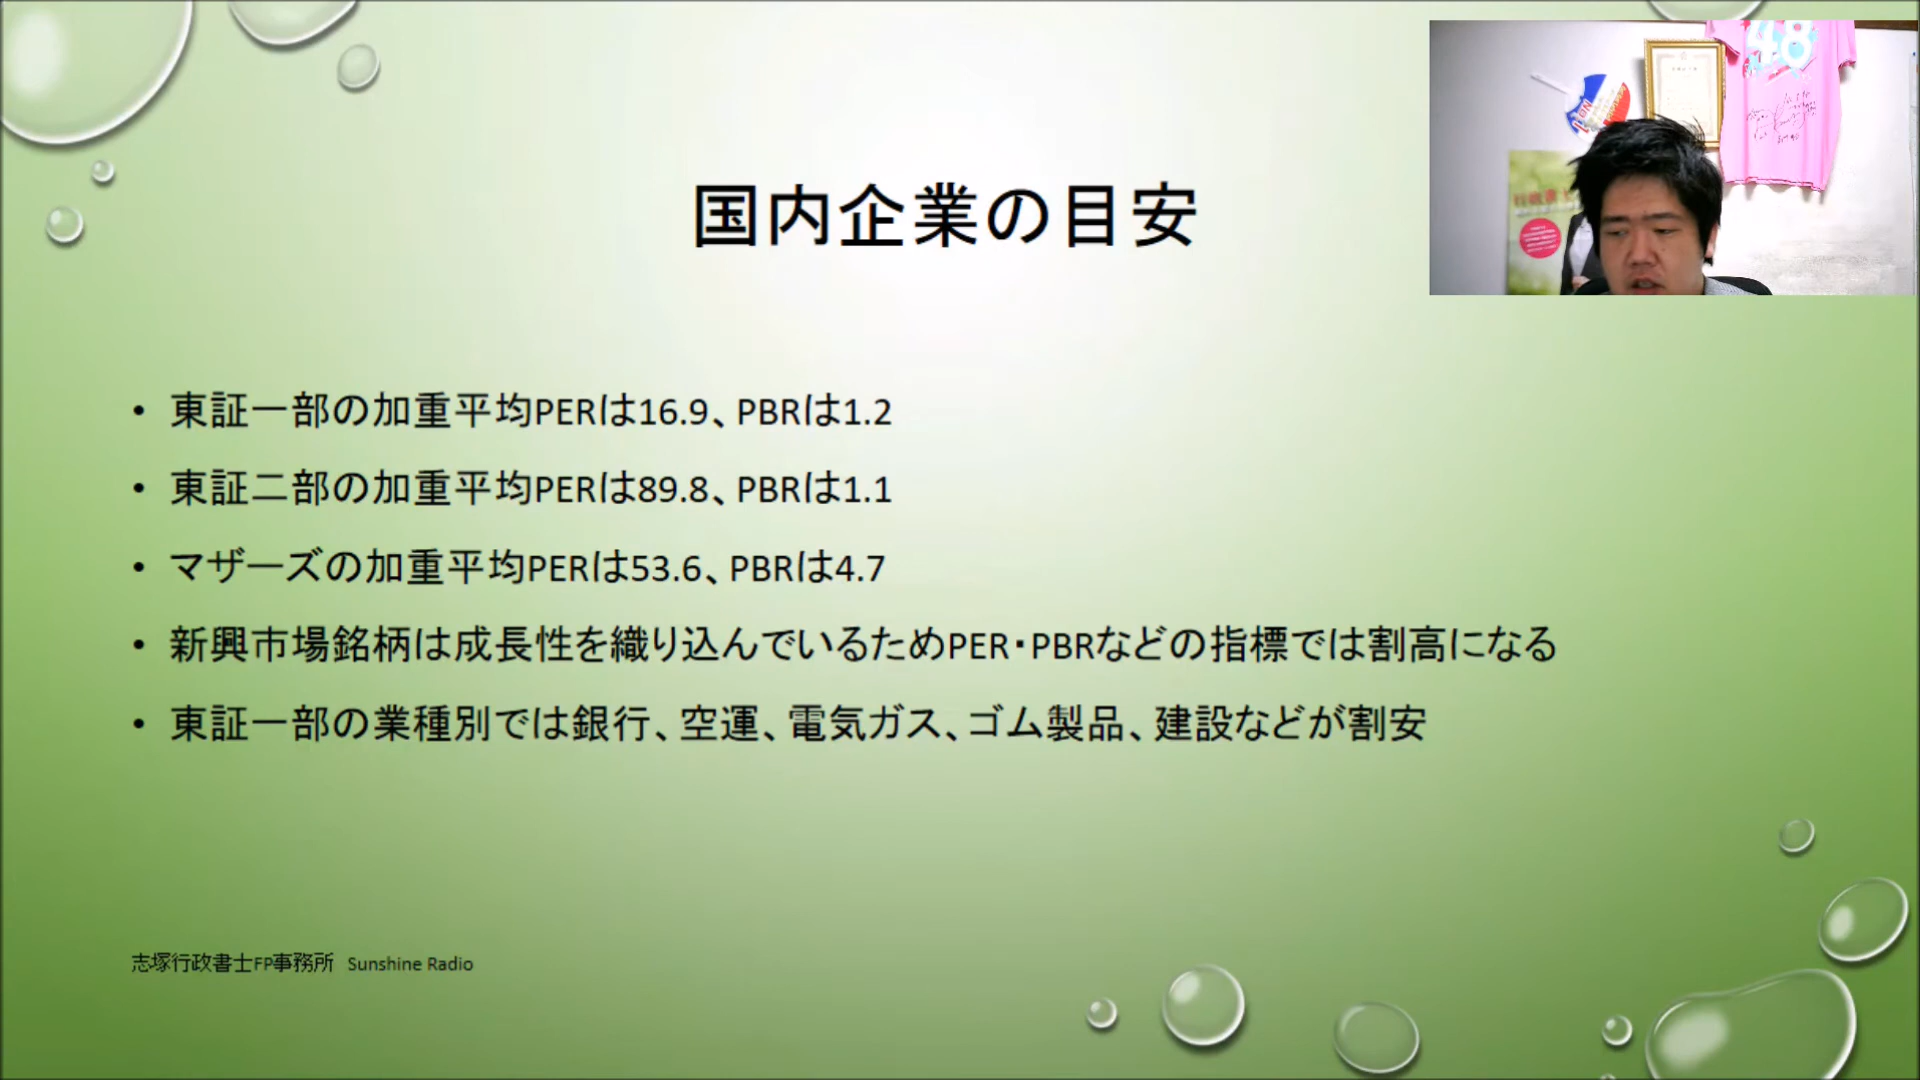 国内企業の目安
• 東証一部の加重平均PERは16.9、PBRは1.2
• 東証二部の加重平均PERは89.8、PBRは1.1
• マザーズの加重平均PERは53.6、PBRは4.7
• 新興市場銘柄は成長性を織り込んでいるためPER・PBRなどの指標では割高になる
• 東証一部の業種別では銀行、空運、電気ガス、ゴム製品、建設などが割安
志塚行政書士FP事務所 Sunshine Radio
48